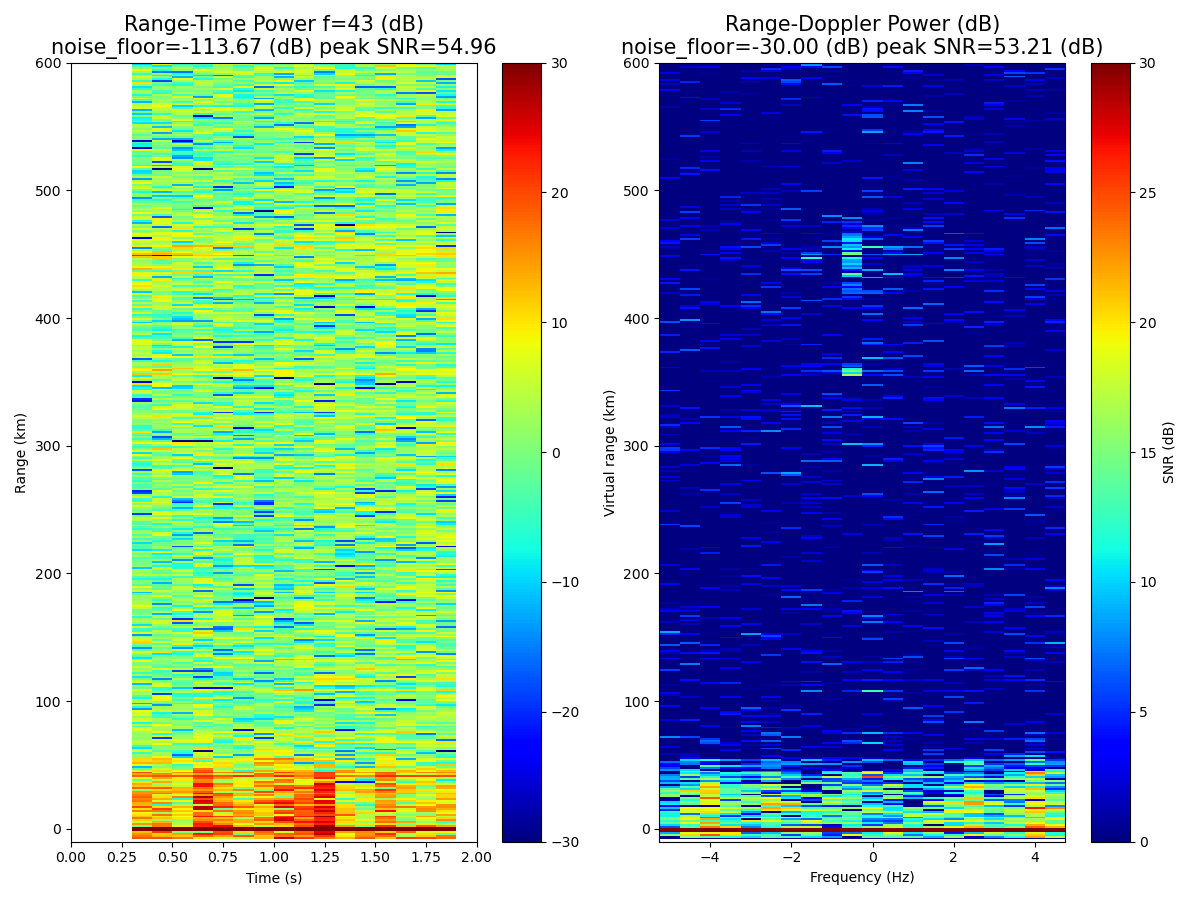 Range-Time Power f=43 (dB)
noise_floor=-113.67 (dB) peak SNR=54.96
Range (km)
600
500
400
300
200
100
0
0.00 0.25 0.50 0.75 1.00 1.25 1.50 1.75 2.00
Time (s)
30
20
10
0
−10
−20
−30
Range-Doppler Power (dB)
noise_floor=-30.00 (dB) peak SNR=53.21 (dB)
Virtual range (km)
600
500
400
300
200
100
0
−4 −2 0 2 4
Frequency (Hz)
30
25
20
15
10
5
0
SNR (dB)